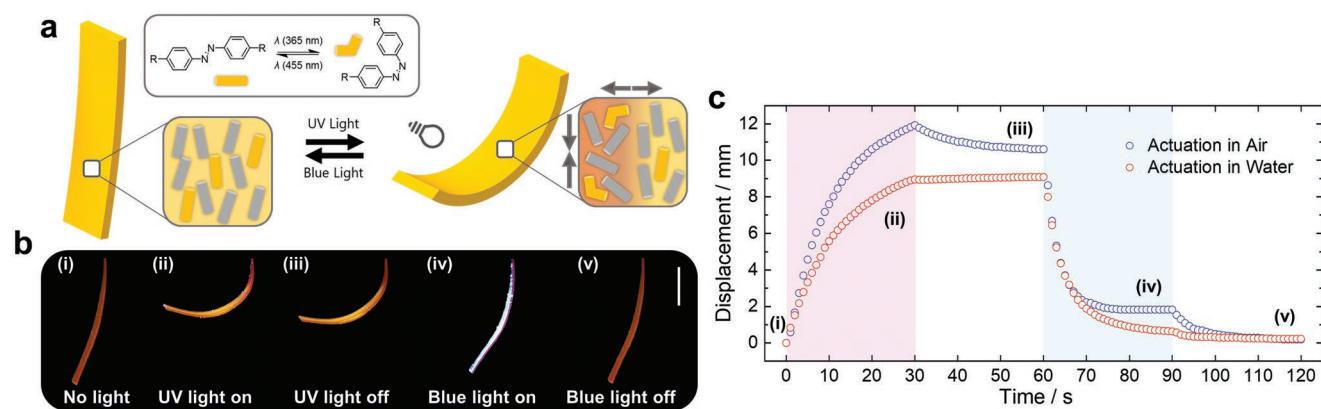 a
R
N
N
R
λ (365 nm)
λ (455 nm)
R
R
N
N
UV Light
Blue Light
b
(i)
(ii)
(iii)
(iv)
(v)
No light
UV light on
UV light off
Blue light on
Blue light off
c
Displacement / mm
12
10
8
6
4
2
0
(i)
(ii)
(iii)
(iv)
(v)
Actuation in Air
Actuation in Water
0 10 20 30 40 50 60 70 80 90 100 110 120
Time / s